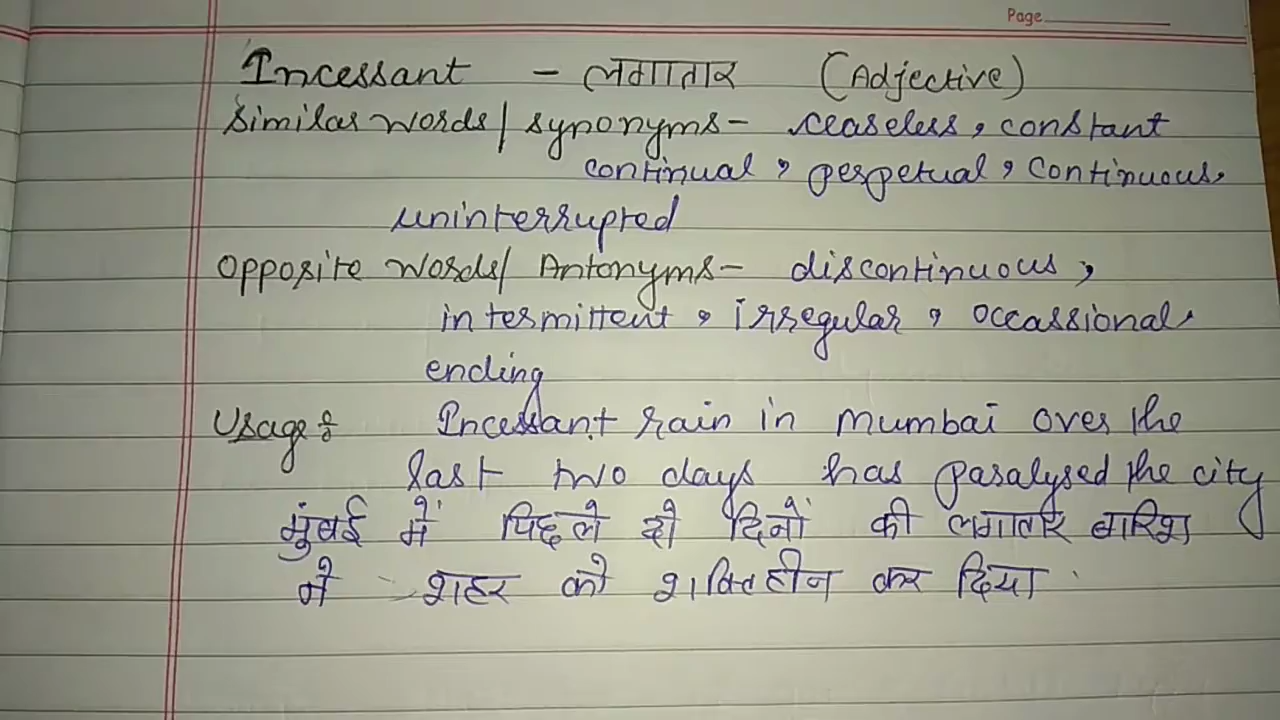 Page
Incessant - लगातार (Adjective)
Similar words/ synonyms- ceaseless, constant
continual, perpetual, continuous,
uninterrupted
Opposite words/ Antonyms- discontinuous,
intermittent, irregular, occassional,
ending
Usage: Incessant rain in Mumbai over the
last two days has paralysed the city
मुंबई में पिछले दो दिनों की लगातार बारिश
ने शहर को शक्तिहीन कर दिया